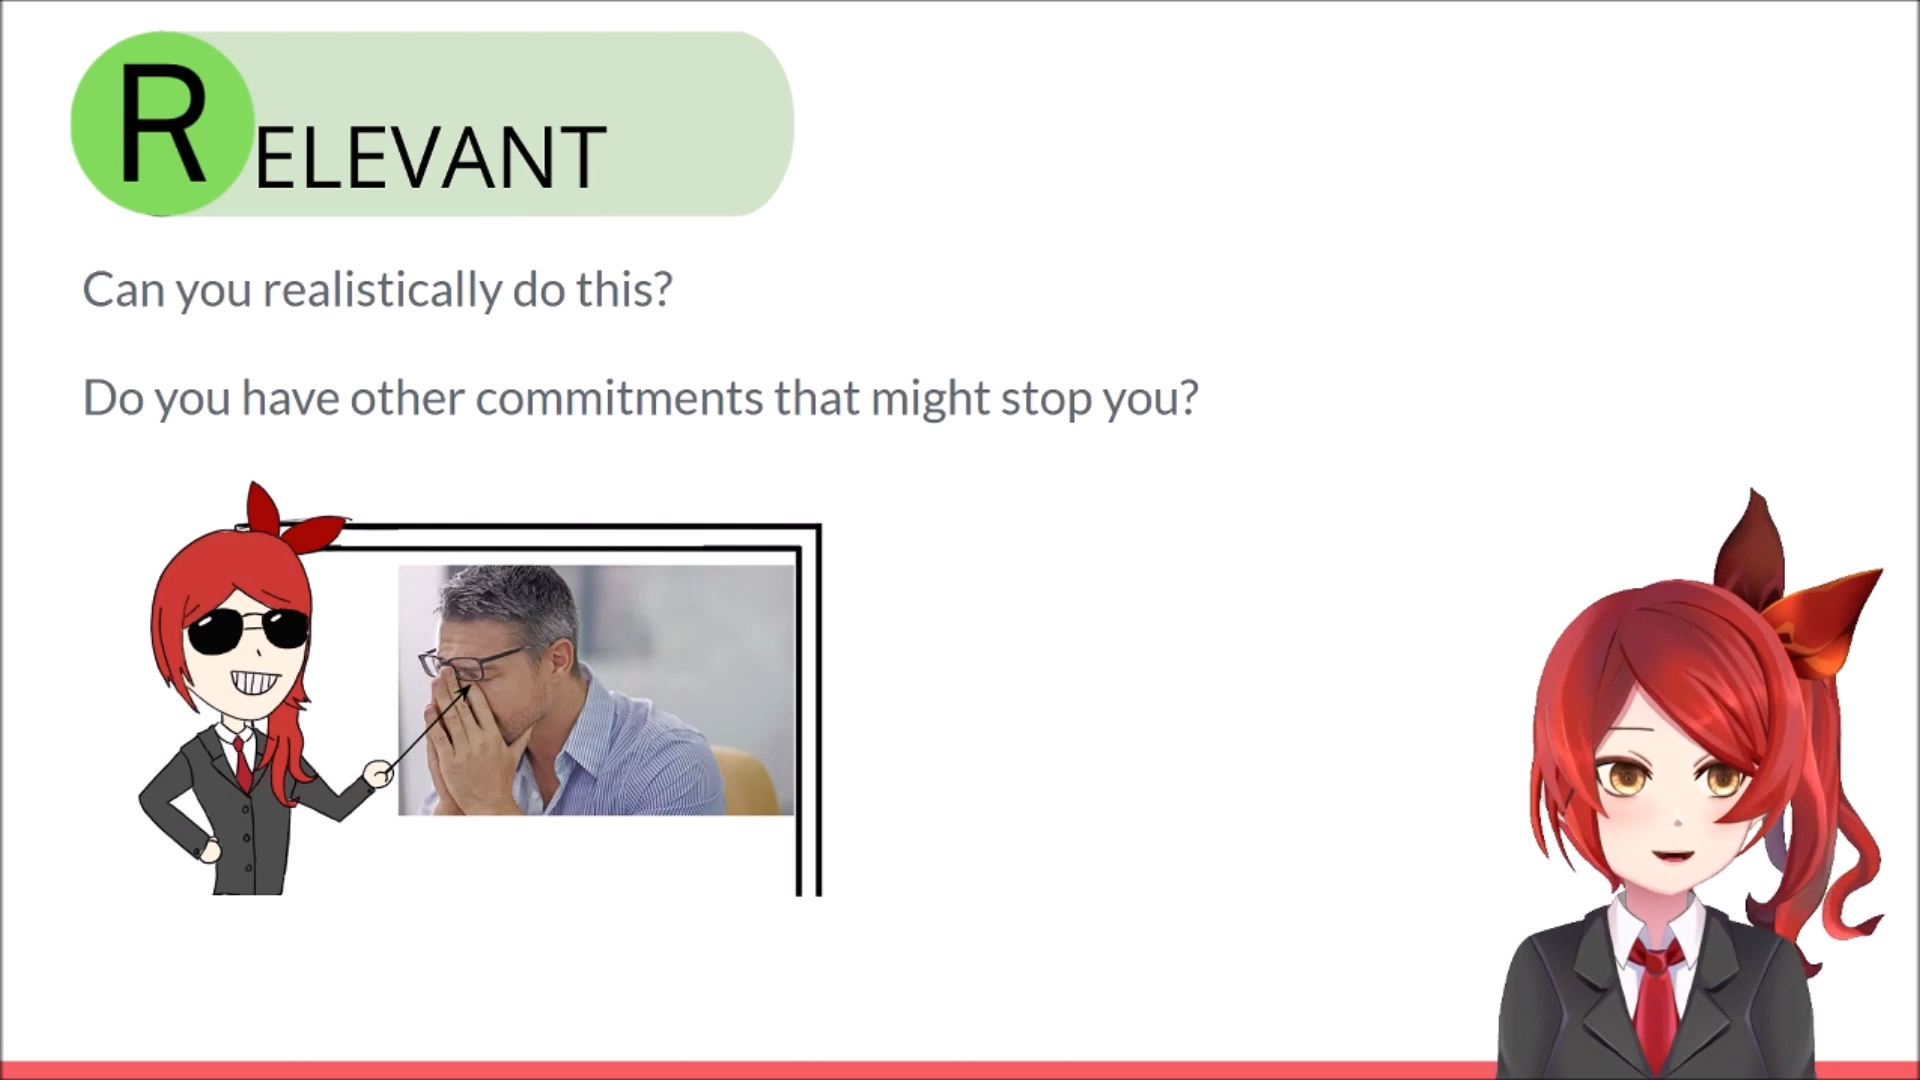 RELEVANT
Can you realistically do this?
Do you have other commitments that might stop you?